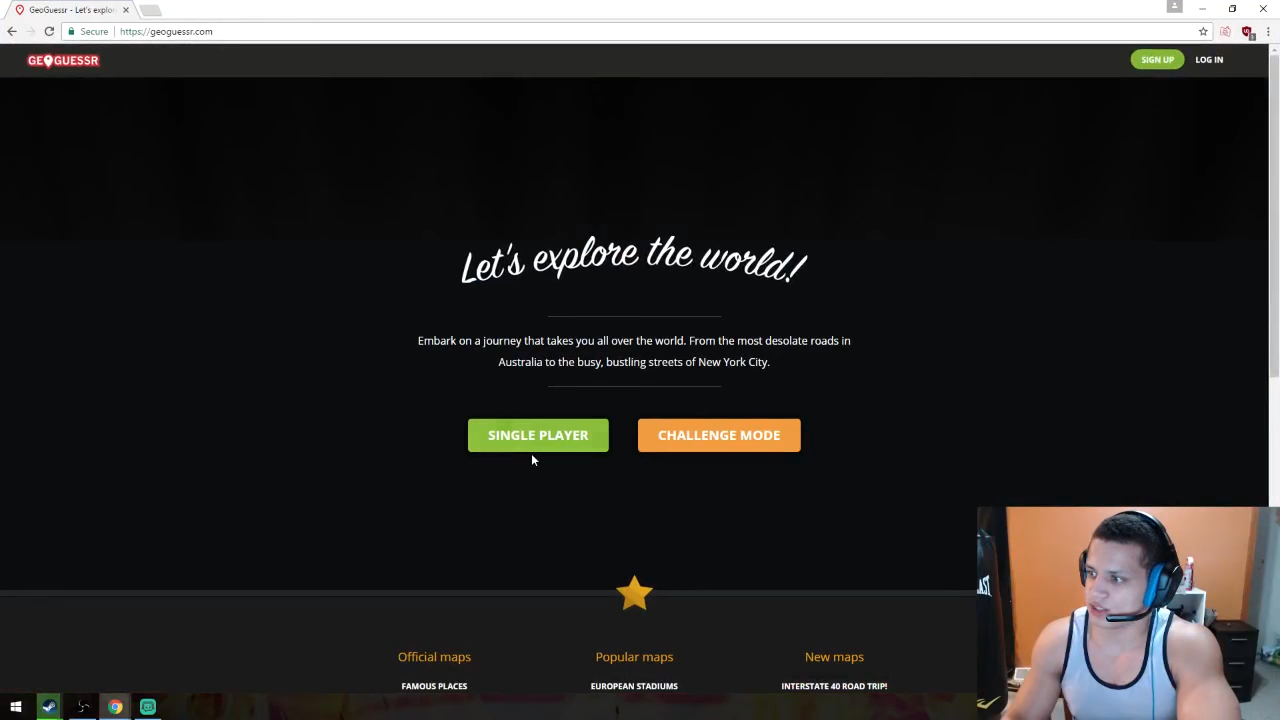 GeoGuessr - Let's explor
Secure https://geoguessr.com
GEOGUESSR
SIGN UP
LOG IN
Let's explore the world!
Embark on a journey that takes you all over the world. From the most desolate roads in
Australia to the busy, bustling streets of New York City.
SINGLE PLAYER
CHALLENGE MODE
Official maps
Popular maps
New maps
FAMOUS PLACES
EUROPEAN STADIUMS
INTERSTATE 40 ROAD TRIP!